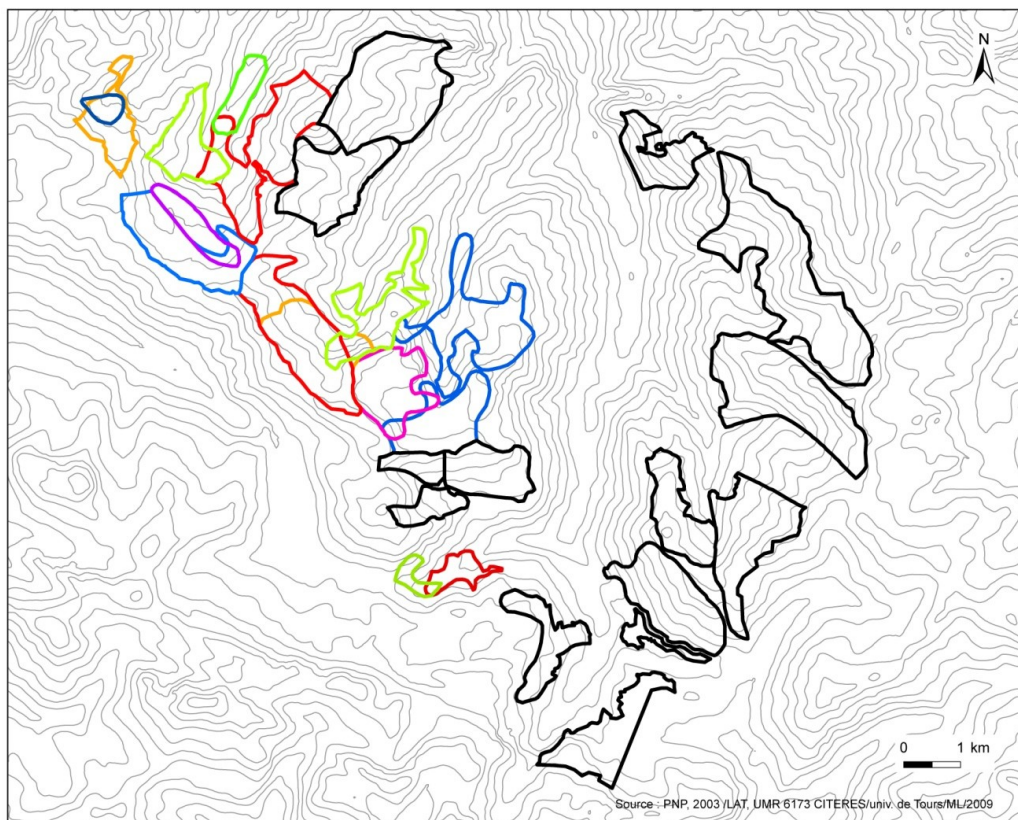 N
0 1 km
Source : PNP, 2003 /LAT, UMR 6173 CITERES/univ. de Tours/ML/2009